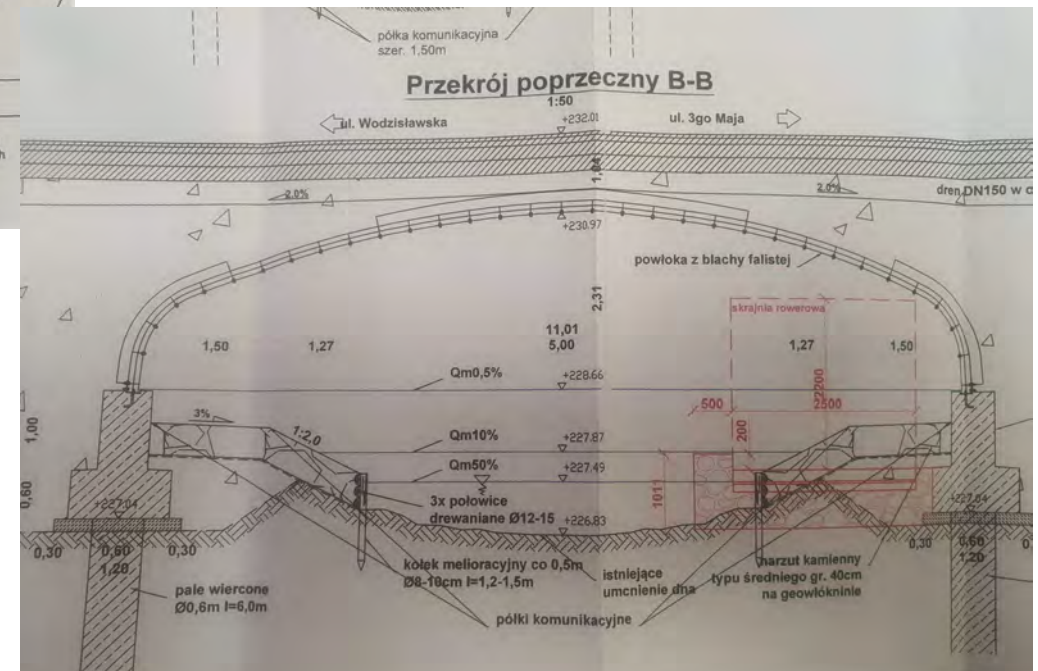 półka komunikacyjna
szer. 1,50m
Przekrój poprzeczny B-B
1:50
ul. Wodzisławska
+232.01
ul. 3go Maja
h
1,04
2.0%
2.0%
dren DN150 w c
+230.97
powłoka z blachy falistej
2,31
skrajnia rowerowa
11,01
1,50
1,27
5,00
1,27
1,50
Qm0,5%
+228.66
2200
500
2500
3%
1:2,0
1,00
Qm10%
+227.87
200
Qm50%
+227.49
1011
0,60
+227.04
3x połowice
drewaniane Ø12-15
+226.83
+227.04
0,30
0,60
0,30
1,20
kołek melioracyjny co 0,5m
Ø8-10cm l=1,2-1,5m
istniejące
umcnienie dna
0,30
0,60
1,20
harzut kamienny
typu średniego gr. 40cm
na geowłókninie
pale wiercone
Ø0,6m l=6,0m
półki komunikacyjne